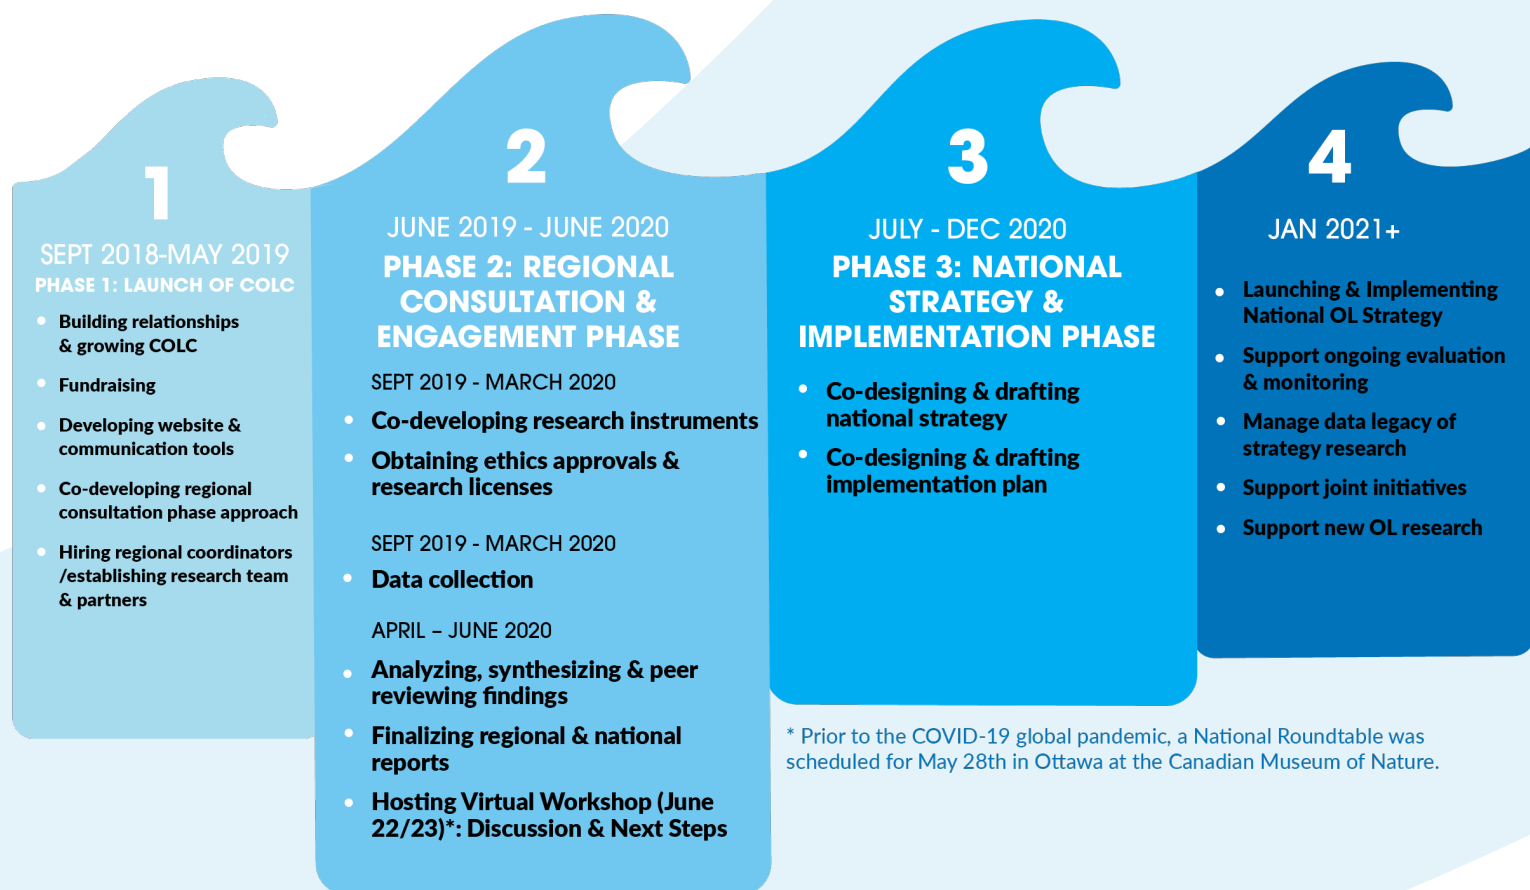 1
SEPT 2018-MAY 2019
PHASE 1: LAUNCH OF COLC
Building relationships
& growing COLC
Fundraising
Developing website &
communication tools
Co-developing regional
consultation phase approach
Hiring regional coordinators
/establishing research team
& partners
2
JUNE 2019 - JUNE 2020
PHASE 2: REGIONAL
CONSULTATION &
ENGAGEMENT PHASE
SEPT 2019 - MARCH 2020
Co-developing research instruments
Obtaining ethics approvals &
research licenses
SEPT 2019 - MARCH 2020
Data collection
APRIL – JUNE 2020
Analyzing, synthesizing & peer
reviewing findings
Finalizing regional & national
reports
Hosting Virtual Workshop (June
22/23)*: Discussion & Next Steps
3
JULY - DEC 2020
PHASE 3: NATIONAL
STRATEGY &
IMPLEMENTATION PHASE
Co-designing & drafting
national strategy
Co-designing & drafting
implementation plan
4
JAN 2021+
Launching & Implementing
National OL Strategy
Support ongoing evaluation
& monitoring
Manage data legacy of
strategy research
Support joint initiatives
Support new OL research
* Prior to the COVID-19 global pandemic, a National Roundtable was
scheduled for May 28th in Ottawa at the Canadian Museum of Nature.